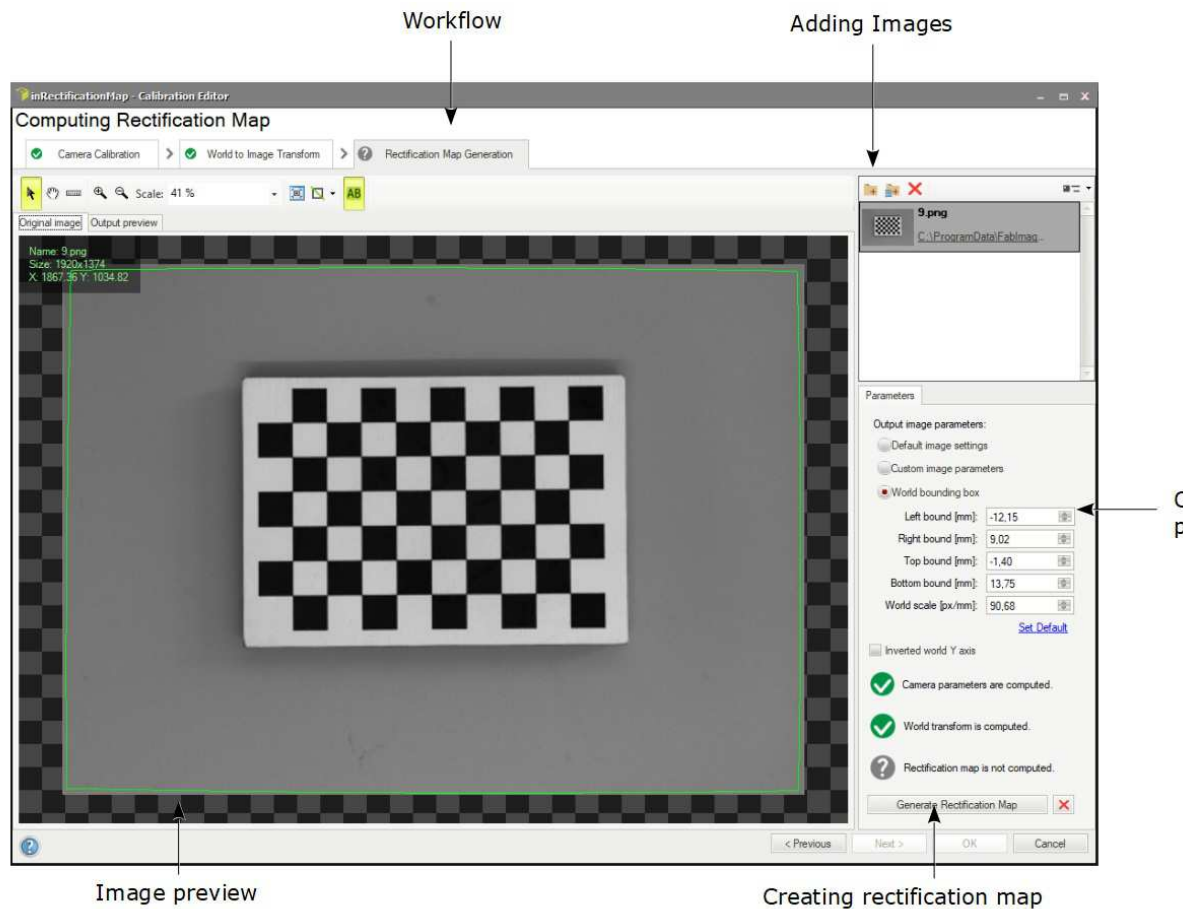 Workflow
Adding Images
inRectificationMap - Calibration Editor
Computing Rectification Map
Camera Calibration > World to Image Transform > Rectification Map Generation
Scale: 41 %
AB
Original image
Output preview
Name: 9.png
Size: 1920x1374
X: 1867.36 Y: 1034.82
9.png
C:\ProgramData\FabImag...
Parameters
Output image parameters:
Default image settings
Custom image parameters
World bounding box
Left bound [mm]: -12,15
Right bound [mm]: 9,02
Top bound [mm]: -1,40
Bottom bound [mm]: 13,75
World scale [px/mm]: 90,68
Set Default
Inverted world Y axis
Camera parameters are computed.
World transform is computed.
Rectification map is not computed.
Generate Rectification Map
< Previous
Next >
OK
Cancel
Image preview
Creating rectification map